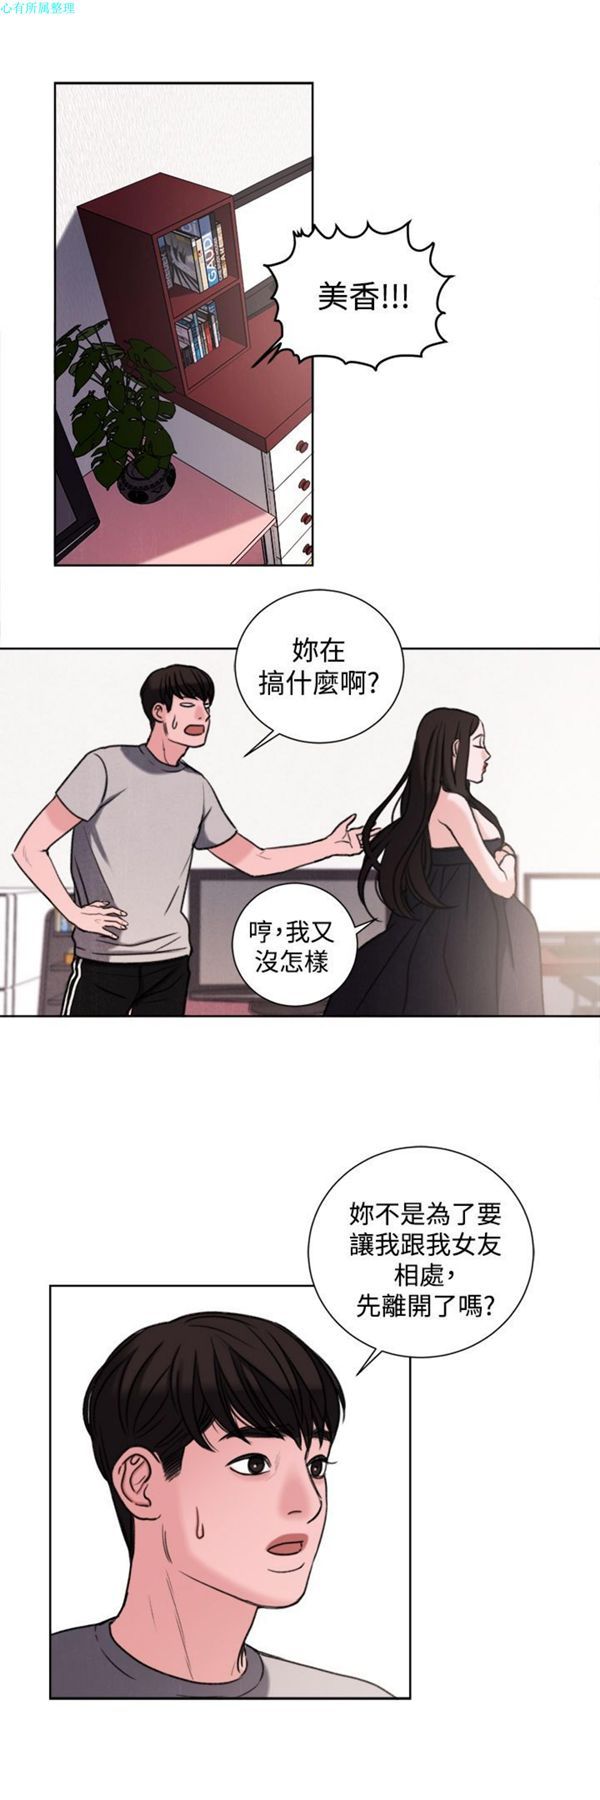 心有所属整理
GAUDI
美香!!!
妳在
搞什麼啊?
哼,我又
沒怎樣
妳不是為了要
讓我跟我女友
相處,
先離開了嗎?